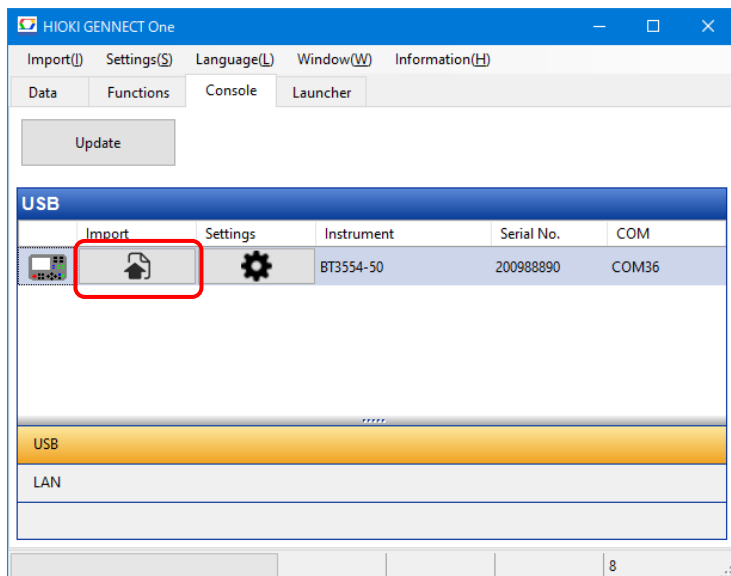 HIOKI GENNECT One
Import(I) Settings(S) Language(L) Window(W) Information(H)
Data Functions Console Launcher
Update
USB
Import Settings Instrument Serial No. COM
BT3554-50 200988890 COM36
USB
LAN
8